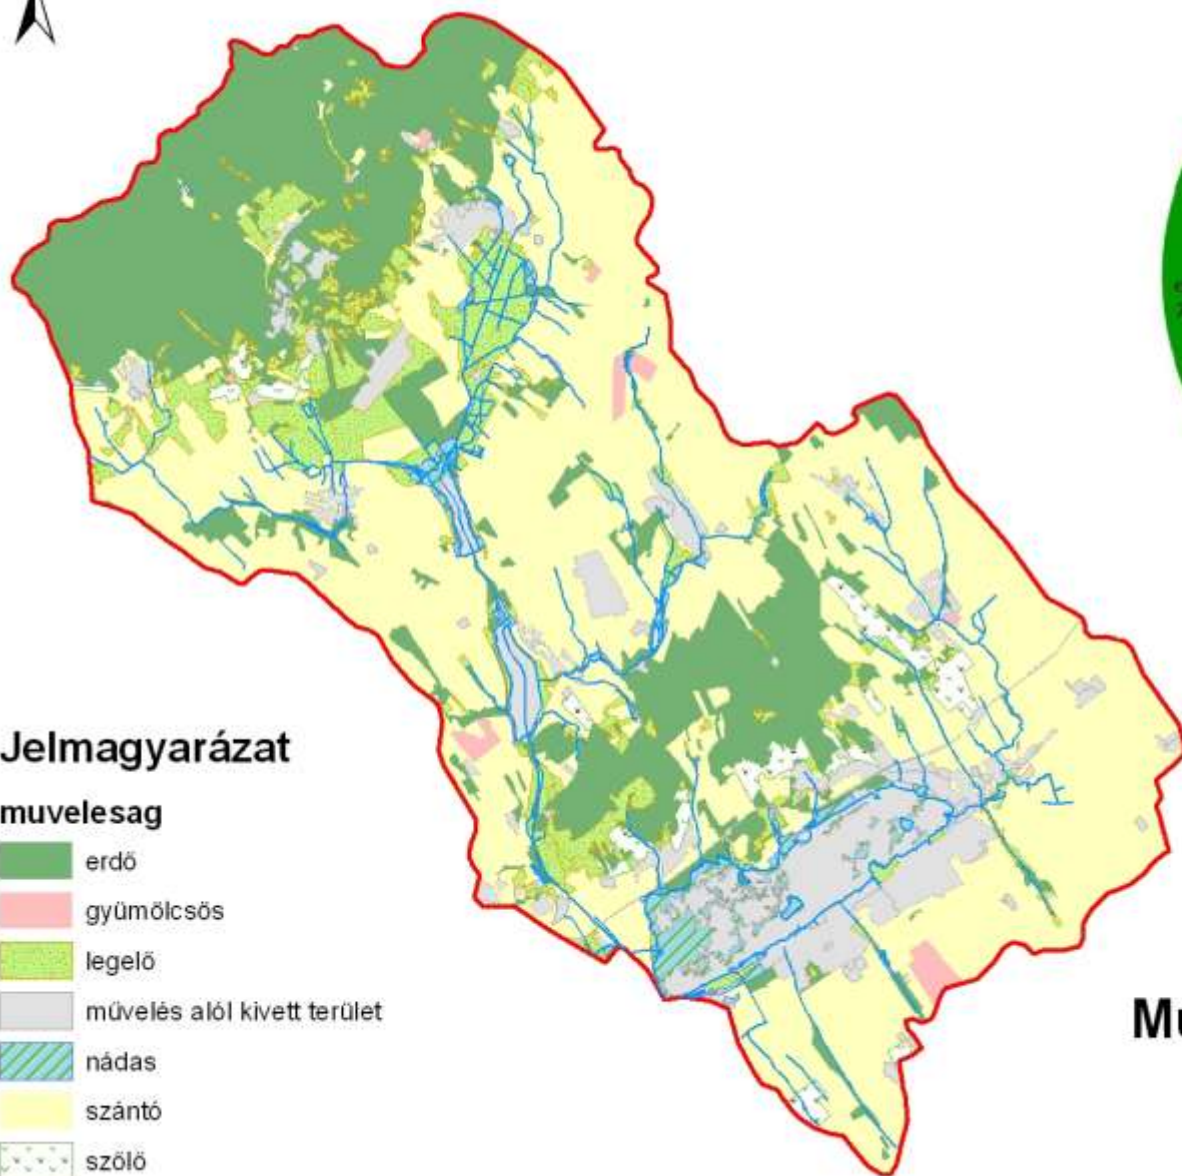 Jelmagyarázat
muvelesag
erdő
gyümölcsös
legelő
művelés alól kivett terület
nádas
szántó
szőlő